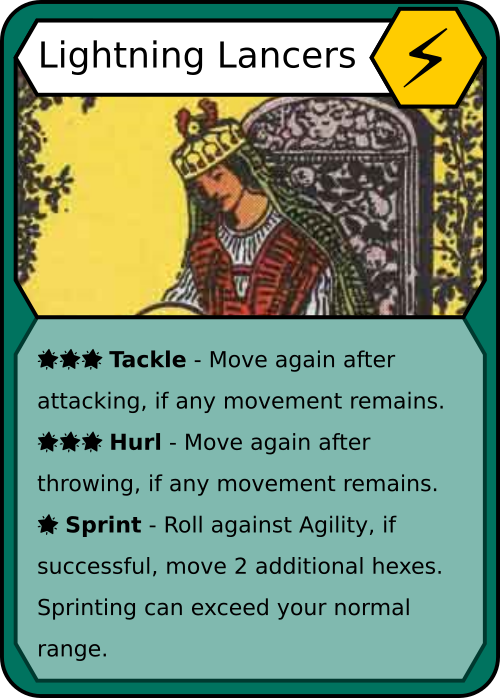 Lightning Lancers
Tackle - Move again after
attacking, if any movement remains.
Hurl - Move again after
throwing, if any movement remains.
Sprint - Roll against Agility, if
successful, move 2 additional hexes.
Sprinting can exceed your normal
range.